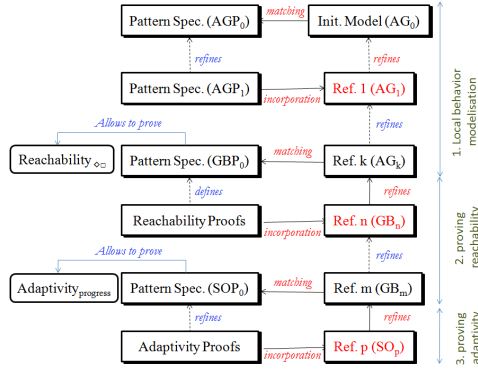 matching
Pattern Spec. (AGP₀)
Init. Model (AG₀)
refines
refines
Pattern Spec. (AGP₁)
Ref. 1 (AG₁)
incorporation
Allows to prove
refines
matching
Reachability ◇□
Pattern Spec. (GBP₀)
Ref. k (AGₖ)
defines
refines
Reachability Proofs
Ref. n (GBₙ)
incorporation
Allows to prove
refines
matching
Adaptivity progress
Pattern Spec. (SOP₀)
Ref. m (GBₘ)
refines
refines
Adaptivity Proofs
Ref. p (SOₚ)
incorporation
1. Local behavior
modelisation
2. proving
reachability
3. proving
adaptivity